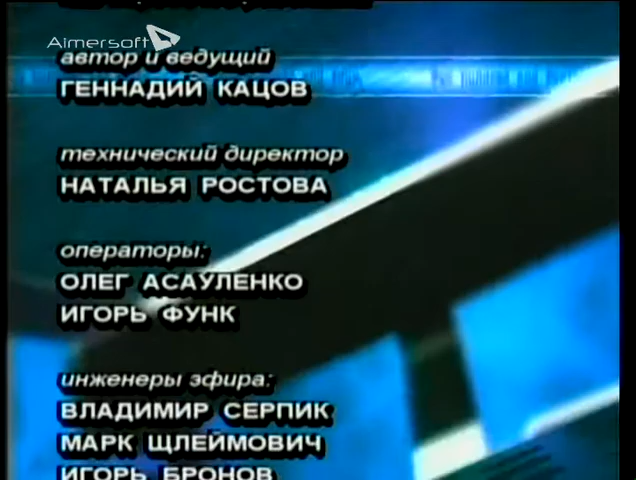 Aimersoft
автор и ведущий
ГЕННАДИЙ КАЦОВ
технический директор
НАТАЛЬЯ РОСТОВА
операторы:
ОЛЕГ АСАУЛЕНКО
ИГОРЬ ФУНК
инженеры эфира:
ВЛАДИМИР СЕРПИК
МАРК ЩЛЕЙМОВИЧ
ИГОРЬ БРОНОВ